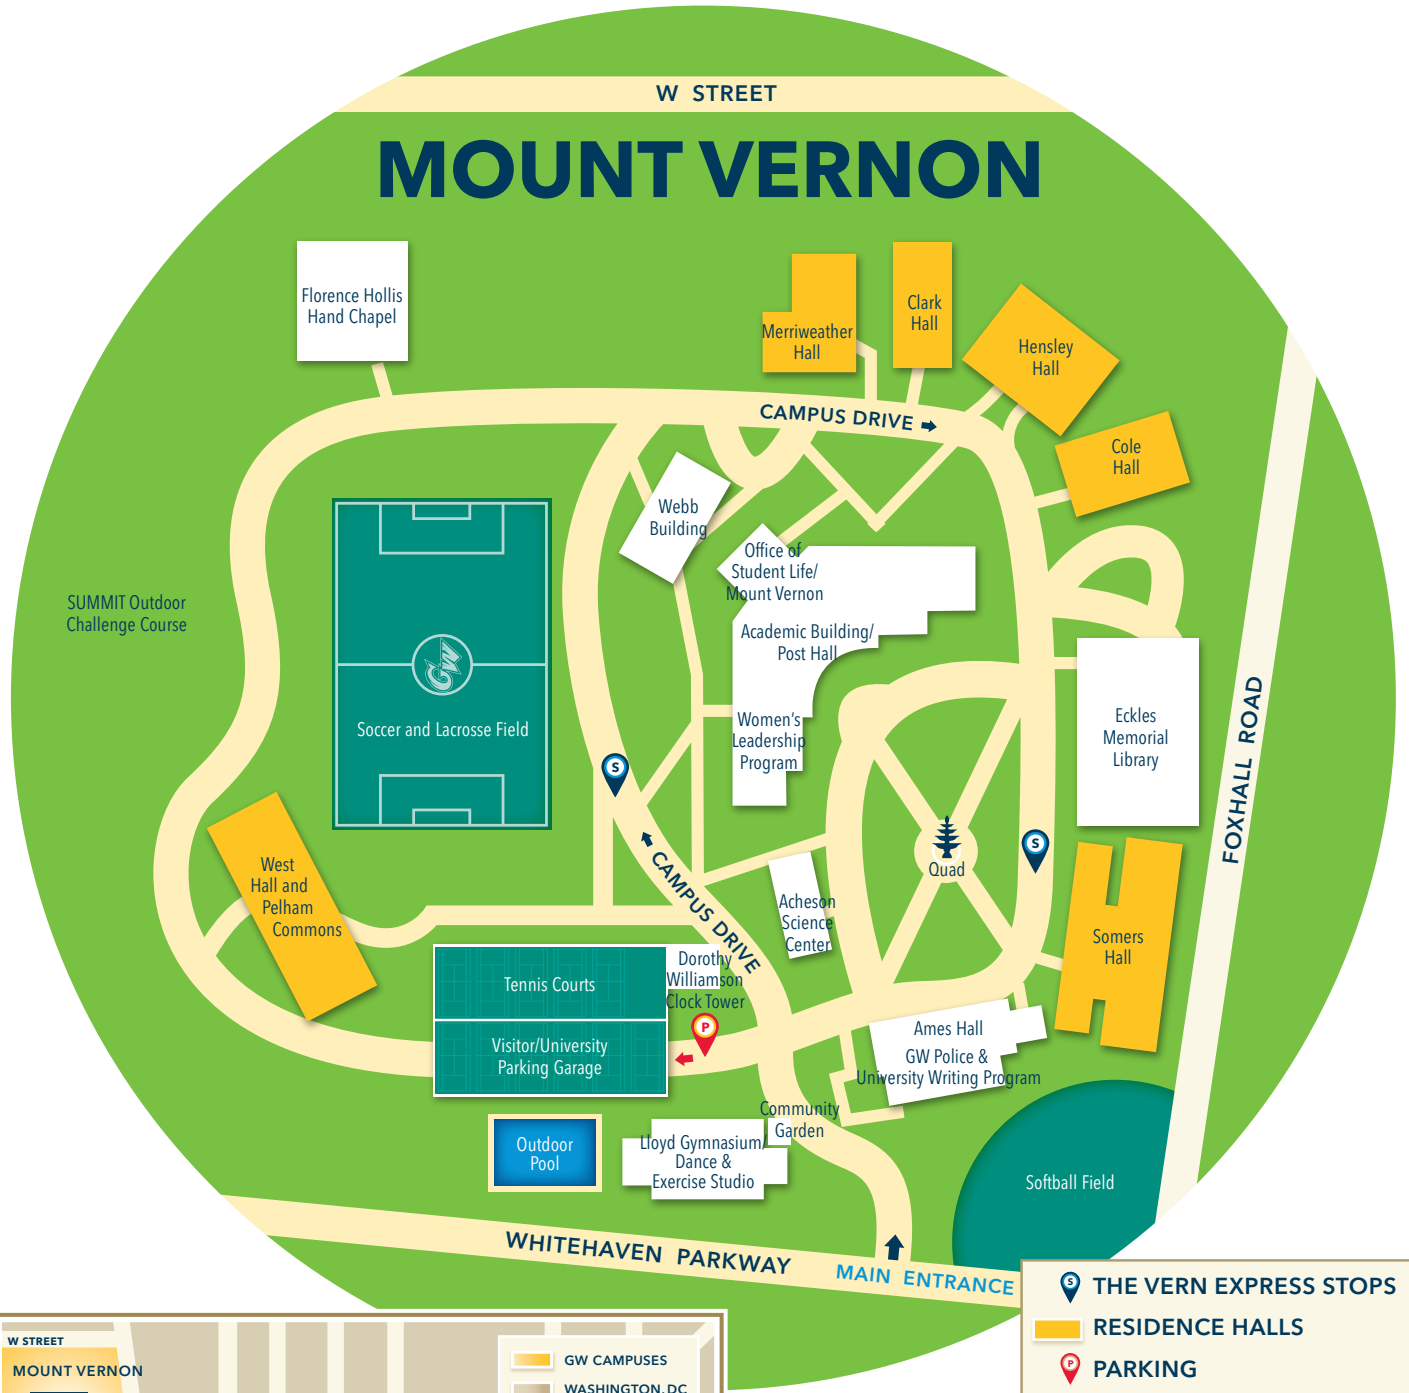 W STREET
MOUNT VERNON
Florence Hollis
Hand Chapel
Merriweather
Hall
Clark
Hall
Hensley
Hall
Cole
Hall
CAMPUS DRIVE
Webb
Building
Office of
Student Life/
Mount Vernon
Academic Building/
Post Hall
Women's
Leadership
Program
SUMMIT Outdoor
Challenge Course
GW
Soccer and Lacrosse Field
S
Eckles
Memorial
Library
FOXHALL ROAD
S
Quad
West
Hall and
Pelham
Commons
CAMPUS DRIVE
Acheson
Science
Center
Somers
Hall
Tennis Courts
Dorothy
Williamson
Clock Tower
P
Visitor/University
Parking Garage
Ames Hall
GW Police &
University Writing Program
Community
Garden
Outdoor
Pool
Lloyd Gymnasium/
Dance &
Exercise Studio
Softball Field
WHITEHAVEN PARKWAY
MAIN ENTRANCE
S THE VERN EXPRESS STOPS
RESIDENCE HALLS
P PARKING
W STREET
MOUNT VERNON
GW CAMPUSES
WASHINGTON, DC